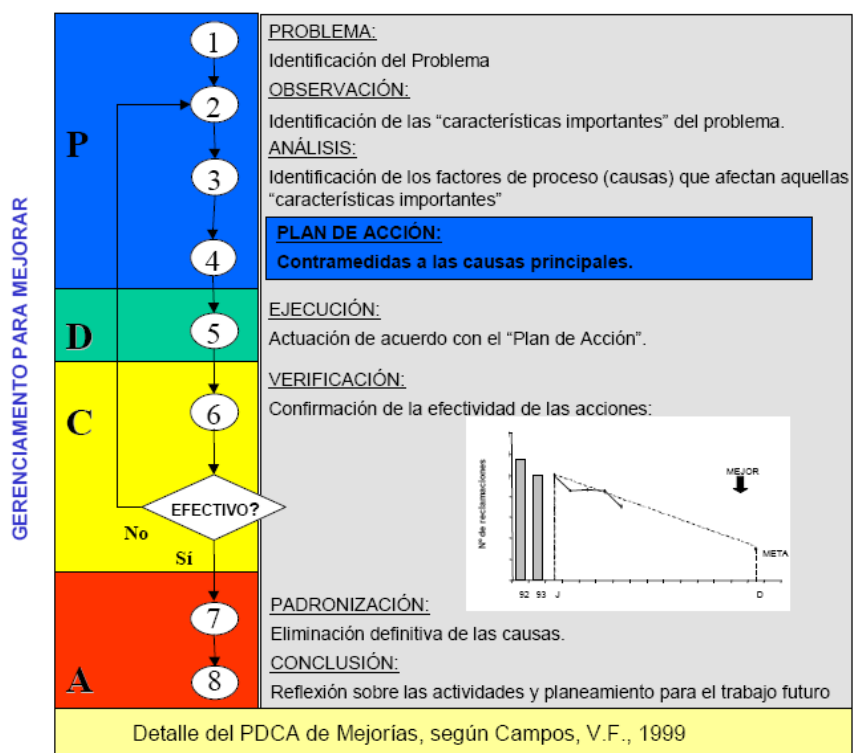 GERENCIAMENTO PARA MEJORAR
P
1
PROBLEMA:
Identificación del Problema
2
OBSERVACIÓN:
Identificación de las “características importantes” del problema.
3
ANÁLISIS:
Identificación de los factores de proceso (causas) que afectan aquellas
“características importantes”
4
PLAN DE ACCIÓN:
Contramedidas a las causas principales.
D
5
EJECUCIÓN:
Actuación de acuerdo con el “Plan de Acción”.
C
6
VERIFICACIÓN:
Confirmación de la efectividad de las acciones:
EFECTIVO?
No
Sí
Nº de reclamaciones
MEJOR
META
92 93 J D
A
7
PADRONIZACIÓN:
Eliminación definitiva de las causas.
8
CONCLUSIÓN:
Reflexión sobre las actividades y planeamiento para el trabajo futuro
Detalle del PDCA de Mejorías, según Campos, V.F., 1999